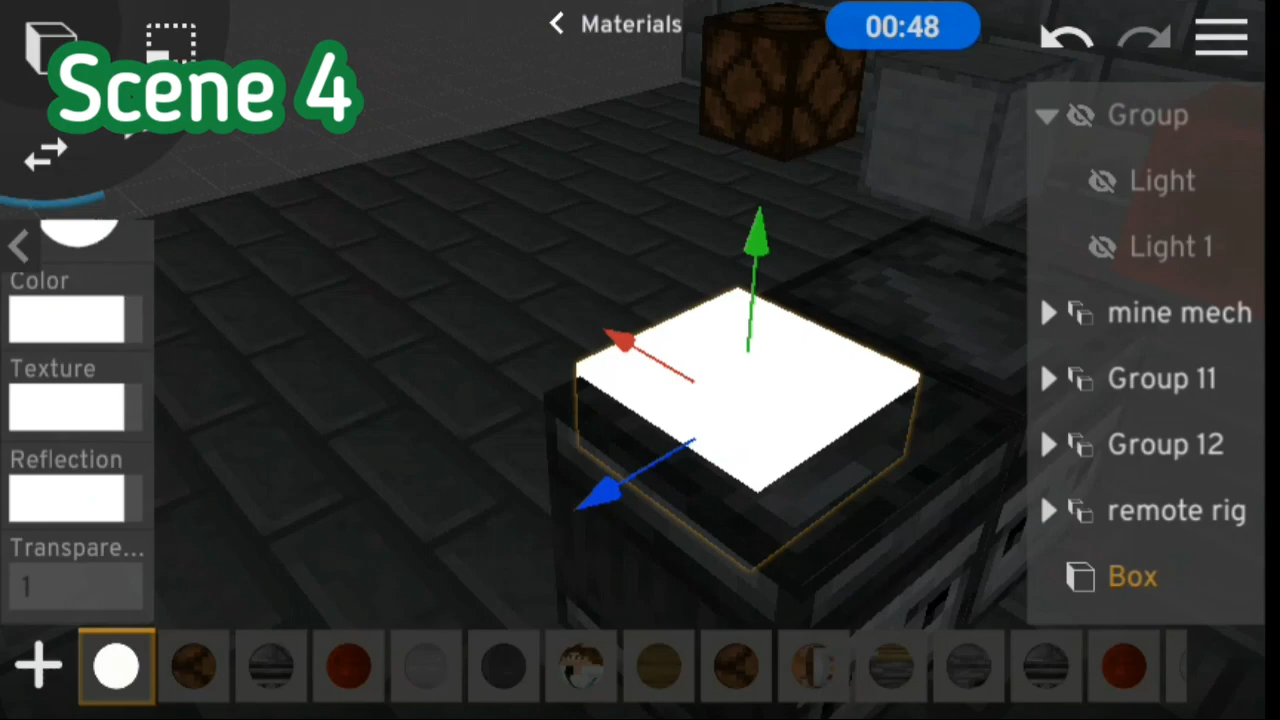 Materials
00:48
Scene 4
Group
Light
Light 1
Color
mine mech
Texture
Group 11
Group 12
Reflection
remote rig
Transpare...
1
Box